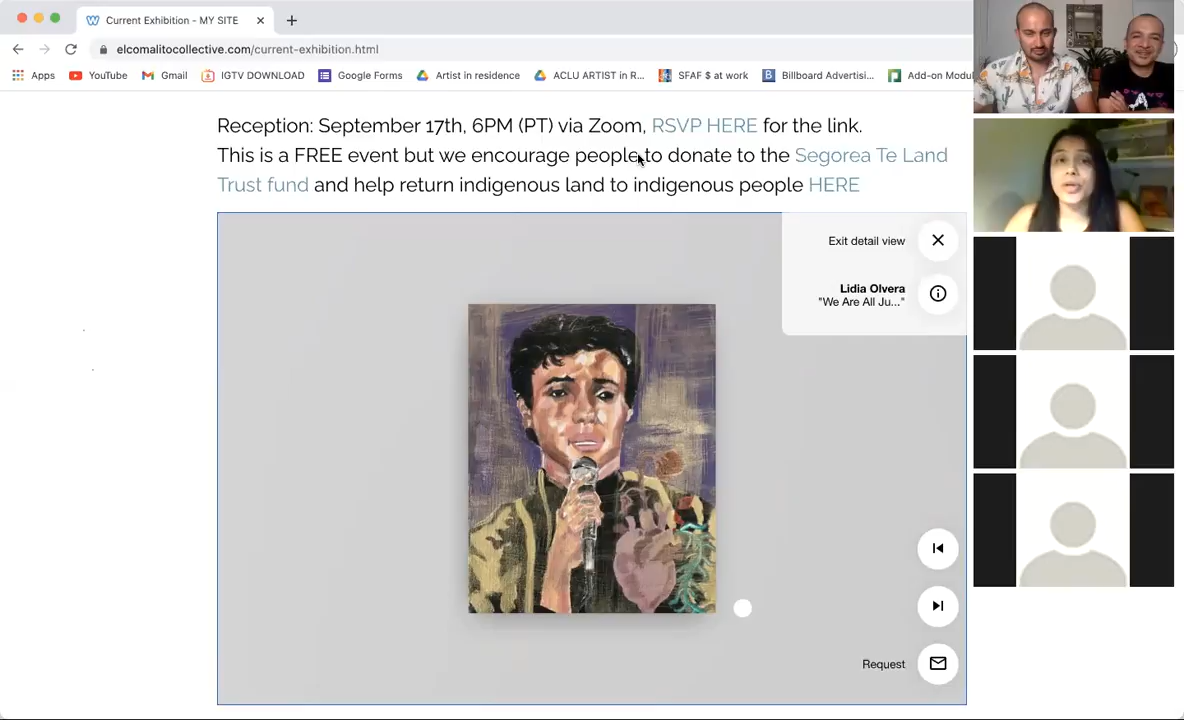 Current Exhibition - MY SITE
elcomalitocollective.com/current-exhibition.html
Apps YouTube Gmail IGTV DOWNLOAD Google Forms Artist in residence ACLU ARTIST in R... SFAF $ at work Billboard Advertisi... Add-on Modul
Reception: September 17th, 6PM (PT) via Zoom, RSVP HERE for the link.
This is a FREE event but we encourage people to donate to the Segorea Te Land
Trust fund and help return indigenous land to indigenous people HERE
Exit detail view
Lidia Olvera
"We Are All Ju..."
Request